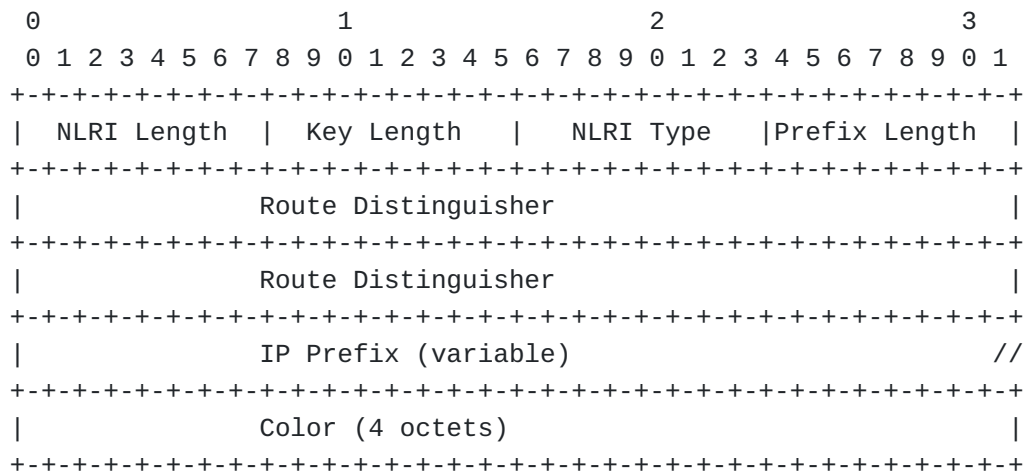 0                   1                   2                   3
 0 1 2 3 4 5 6 7 8 9 0 1 2 3 4 5 6 7 8 9 0 1 2 3 4 5 6 7 8 9 0 1
+-+-+-+-+-+-+-+-+-+-+-+-+-+-+-+-+-+-+-+-+-+-+-+-+-+-+-+-+-+-+-+-+
|  NLRI Length  |  Key Length   |   NLRI Type   |Prefix Length  |
+-+-+-+-+-+-+-+-+-+-+-+-+-+-+-+-+-+-+-+-+-+-+-+-+-+-+-+-+-+-+-+-+
|               Route Distinguisher                             |
+-+-+-+-+-+-+-+-+-+-+-+-+-+-+-+-+-+-+-+-+-+-+-+-+-+-+-+-+-+-+-+-+
|               Route Distinguisher                             |
+-+-+-+-+-+-+-+-+-+-+-+-+-+-+-+-+-+-+-+-+-+-+-+-+-+-+-+-+-+-+-+-+
|               IP Prefix (variable)                           //
+-+-+-+-+-+-+-+-+-+-+-+-+-+-+-+-+-+-+-+-+-+-+-+-+-+-+-+-+-+-+-+-+
|               Color (4 octets)                                |
+-+-+-+-+-+-+-+-+-+-+-+-+-+-+-+-+-+-+-+-+-+-+-+-+-+-+-+-+-+-+-+-+